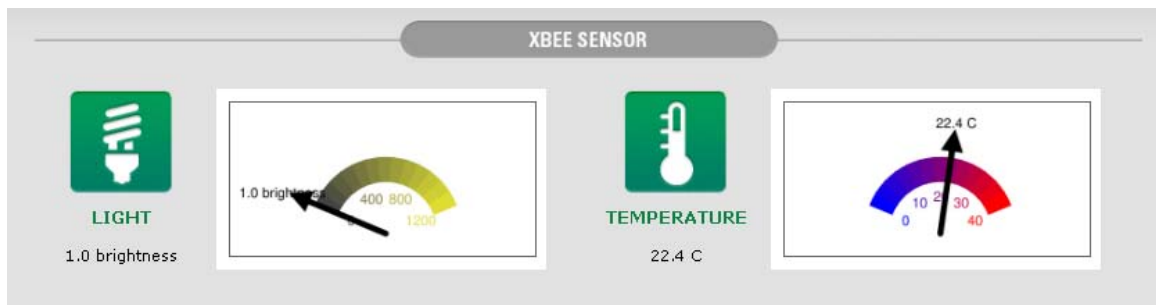 XBEE SENSOR
LIGHT
1.0 brightness
1.0 brightness
400 800
1200
TEMPERATURE
22.4 C
22.4 C
0 10 30 40